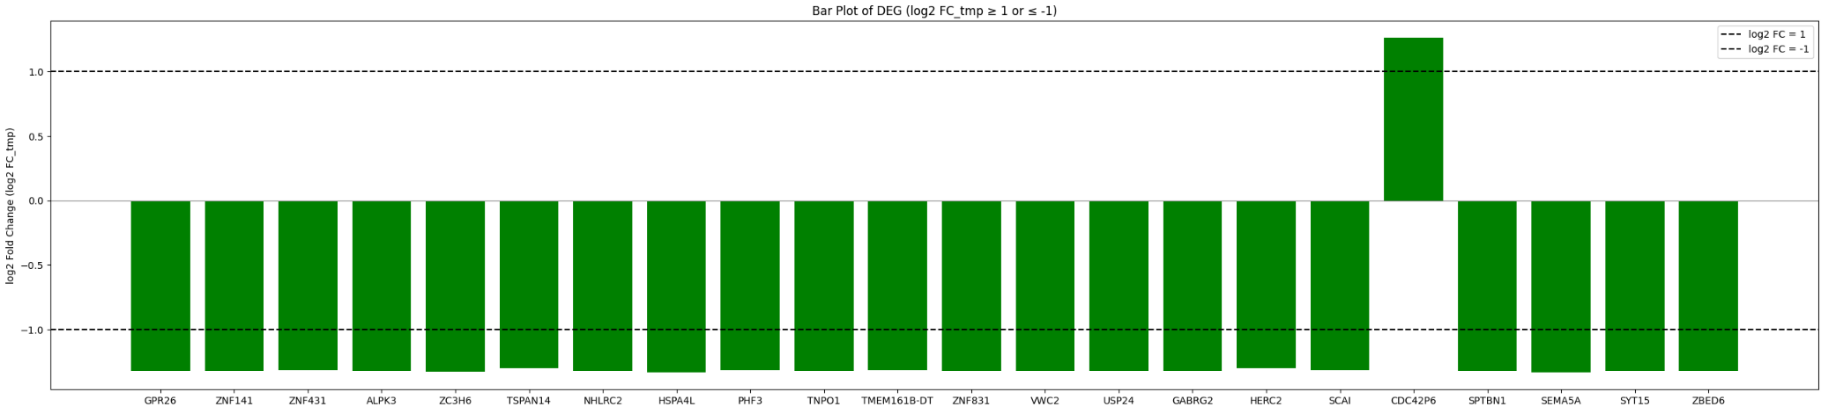 Bar Plot of DEG (log2 FC_tmp ≥ 1 or ≤ -1)
log2 FC = 1
log2 FC = -1
log2 Fold Change (log2 FC_tmp)
1.0
0.5
0.0
−0.5
−1.0
GPR26 ZNF141 ZNF431 ALPK3 ZC3H6 TSPAN14 NHLRC2 HSPA4L PHF3 TNPO1 TMEM161B-DT ZNF831 VWC2 USP24 GABRG2 HERC2 SCAI CDC42P6 SPTBN1 SEMA5A SYT15 ZBED6